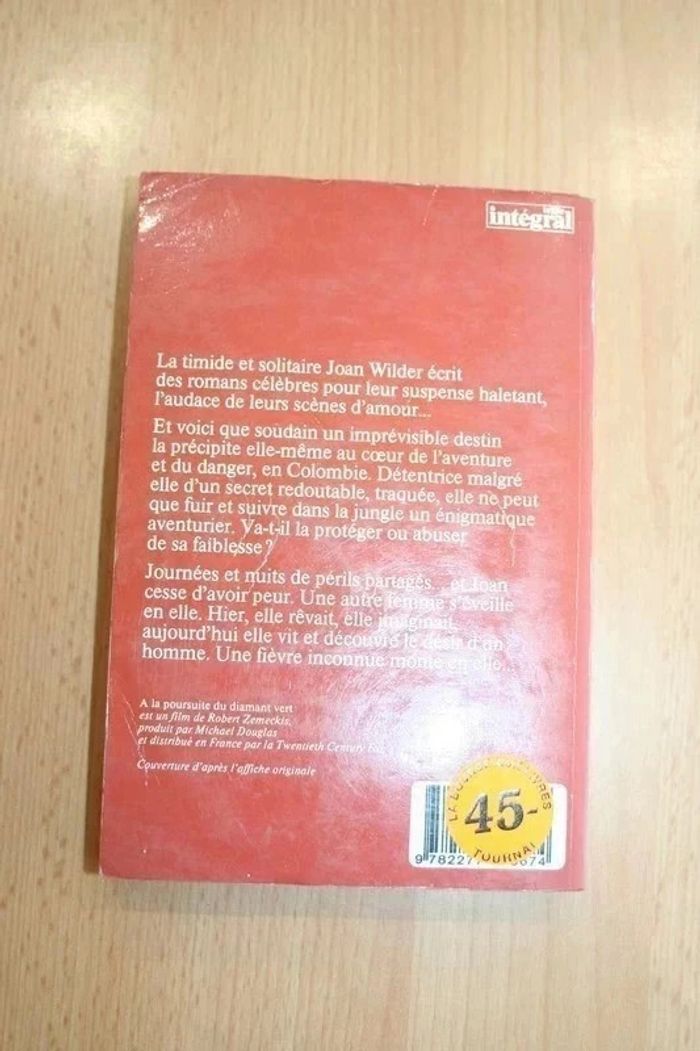 intégral
La timide et solitaire Joan Wilder écrit
des romans célèbres pour leur suspense haletant,
l'audace de leurs scènes d'amour...
Et voici que soudain un imprévisible destin
la précipite elle-même au cœur de l'aventure
et du danger, en Colombie. Détentrice malgré
elle d'un secret redoutable, traquée, elle ne peut
que fuir et suivre dans la jungle un énigmatique
aventurier. Va-t-il la protéger ou abuser
de sa faiblesse?
Journées et nuits de périls partagés... et Joan
cesse d'avoir peur. Une autre femme s'éveille
en elle. Hier, elle rêvait, elle imaginait,
aujourd'hui elle vit et découvre le désir d'un
homme. Une fièvre inconnue monte en elle...
A la poursuite du diamant vert
est un film de Robert Zemeckis,
produit par Michael Douglas
et distribué en France par la Twentieth Century Fox
Couverture d'après l'affiche originale
45-
TOURNAI